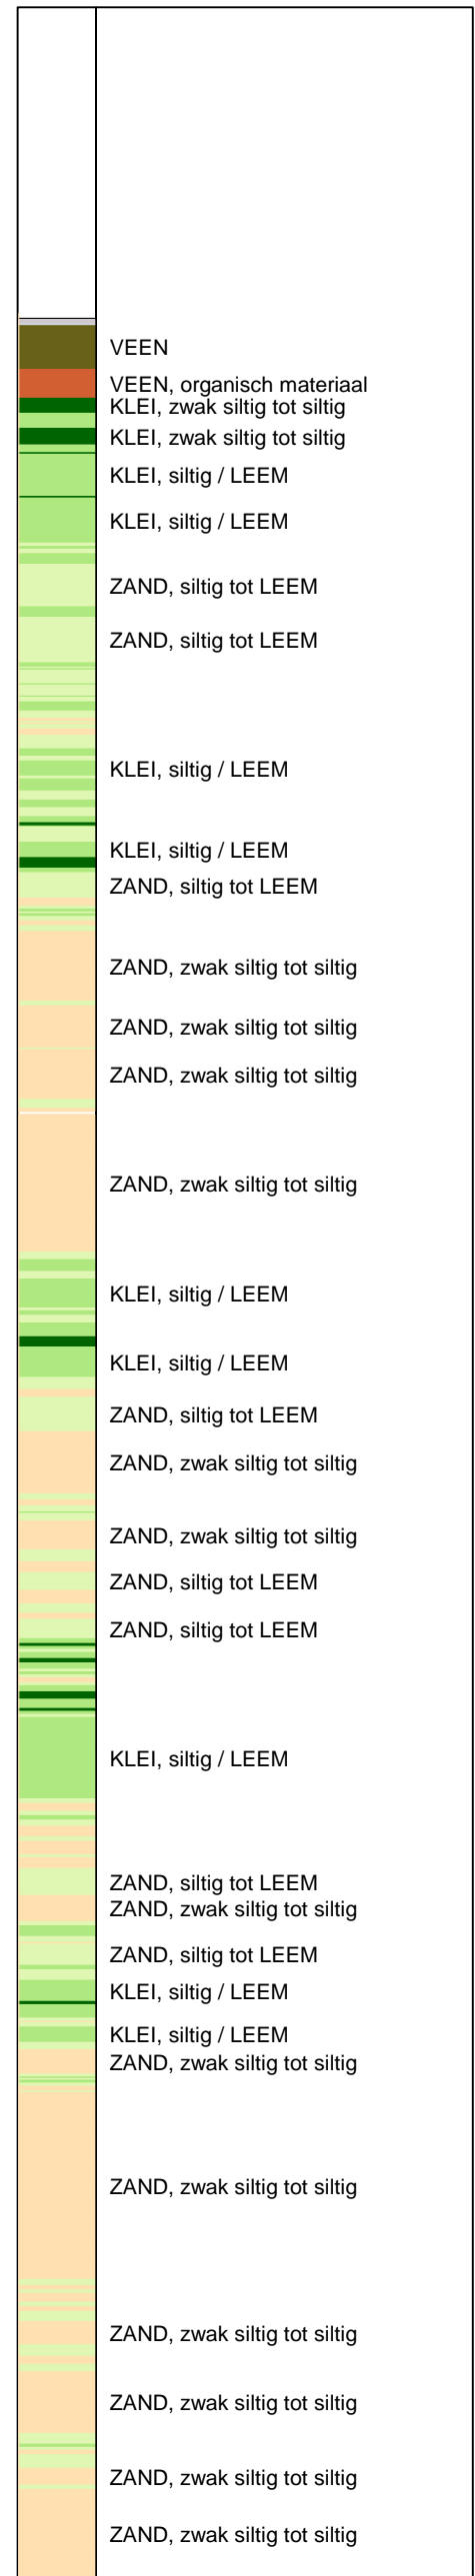 VEEN
VEEN, organisch materiaal
KLEI, zwak siltig tot siltig
KLEI, zwak siltig tot siltig
KLEI, siltig / LEEM
KLEI, siltig / LEEM
ZAND, siltig tot LEEM
ZAND, siltig tot LEEM
KLEI, siltig / LEEM
KLEI, siltig / LEEM
ZAND, siltig tot LEEM
ZAND, zwak siltig tot siltig
ZAND, zwak siltig tot siltig
ZAND, zwak siltig tot siltig
ZAND, zwak siltig tot siltig
KLEI, siltig / LEEM
KLEI, siltig / LEEM
ZAND, siltig tot LEEM
ZAND, zwak siltig tot siltig
ZAND, zwak siltig tot siltig
ZAND, siltig tot LEEM
ZAND, siltig tot LEEM
KLEI, siltig / LEEM
ZAND, siltig tot LEEM
ZAND, zwak siltig tot siltig
ZAND, siltig tot LEEM
KLEI, siltig / LEEM
KLEI, siltig / LEEM
ZAND, zwak siltig tot siltig
ZAND, zwak siltig tot siltig
ZAND, zwak siltig tot siltig
ZAND, zwak siltig tot siltig
ZAND, zwak siltig tot siltig
ZAND, zwak siltig tot siltig